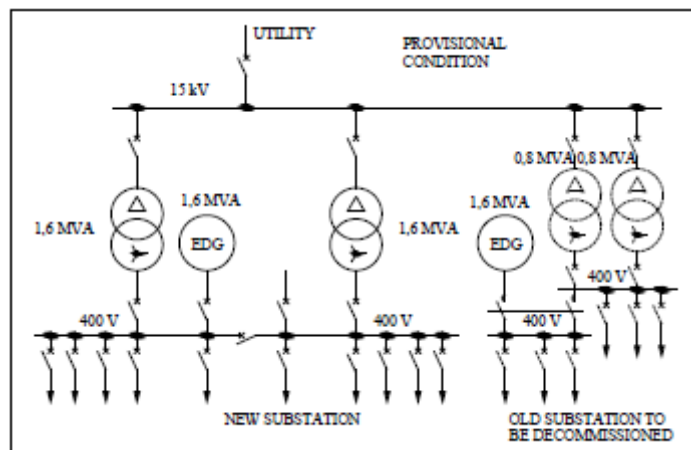 UTILITY
PROVISIONAL
CONDITION
15 kV
0,8 MVA 0,8 MVA
1,6 MVA
1,6 MVA
1,6 MVA
1,6 MVA
EDG
EDG
400 V
400 V
400 V
400 V
NEW SUBSTATION
OLD SUBSTATION TO
BE DECOMMISSIONED